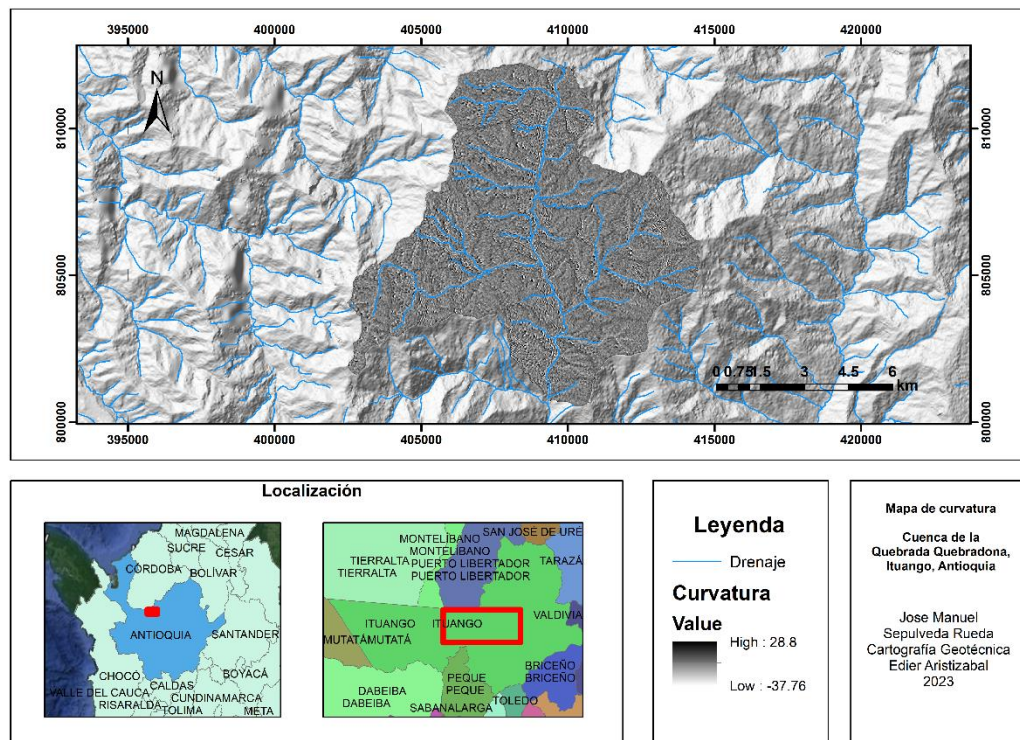 395000 400000 405000 410000 415000 420000
N
810000 810000
805000 805000
800000 800000
0 0.75 1.5 3 4.5 6
km
395000 400000 405000 410000 415000 420000
Localización
MAGDALENA
SUCRE
CESAR
CÓRDOBA
BOLÍVAR
ANTIOQUIA
SANTANDER
BOYACÁ
CHOCÓ
CALDAS
VALLE DEL CAUCA
CUNDINAMARCA
RISARALDA
TOLIMA
META
SAN JOSÉ DE URÉ
MONTELÍBANO
MONTELÍBANO
TIERRALTA
PUERTO LIBERTADOR
TARAZÁ
TIERRALTA
PUERTO LIBERTADOR
VALDIVIA
ITUANGO
ITUANGO
MUTATÁ
MUTATÁ
BRICEÑO
BRICEÑO
PEQUE
PEQUE
DABEIBA
DABEIBA
TOLEDO
SABANALARGA
Leyenda
Drenaje
Curvatura
Value
High : 28.8
Low : -37.76
Mapa de curvatura
Cuenca de la
Quebrada Quebradona,
Ituango, Antioquia
Jose Manuel
Sepulveda Rueda
Cartografía Geotécnica
Edier Aristizabal
2023